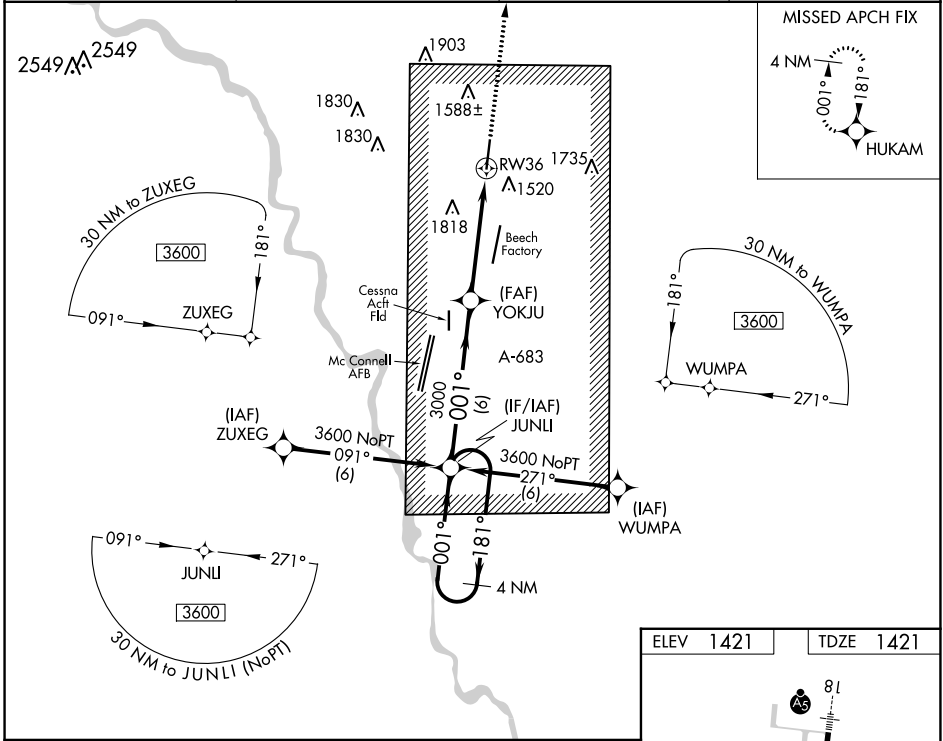 MISSED APCH FIX
4 NM
001°
181°
HUKAM
2549
2549
1903
1830
1588±
1830
RW36
1735
1520
1818
Beech
Factory
30 NM to ZUXEG
3600
181°
ZUXEG
091°
30 NM to WUMPA
181°
3600
WUMPA
271°
(FAF)
YOKJU
Cessna
Acft
Fld
Mc Connell
AFB
A-683
3000
001°
(6)
(IF/IAF)
JUNLI
(IAF)
ZUXEG
3600 NoPT
091°
(6)
3600 NoPT
271°
(6)
(IAF)
WUMPA
001°
181°
4 NM
091°
271°
JUNLI
3600
30 NM to JUNLI (NoPT)
ELEV 1421
TDZE 1421
18
A5